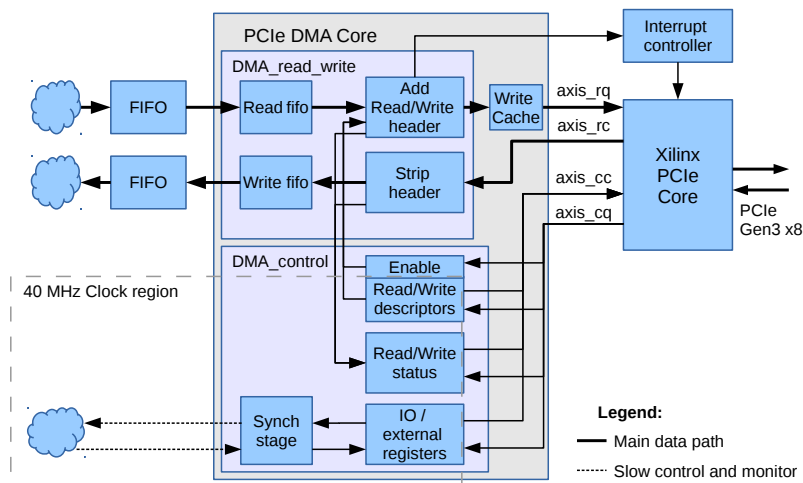 PCIe DMA Core
Interrupt
controller
DMA_read_write
FIFO
Read fifo
Add
Read/Write
header
Write
Cache
axis_rq
axis_rc
FIFO
Write fifo
Strip
header
Xilinx
PCIe
Core
axis_cc
axis_cq
PCIe
Gen3 x8
DMA_control
Enable
40 MHz Clock region
Read/Write
descriptors
Read/Write
status
Synch
stage
IO /
external
registers
Legend:
Main data path
Slow control and monitor